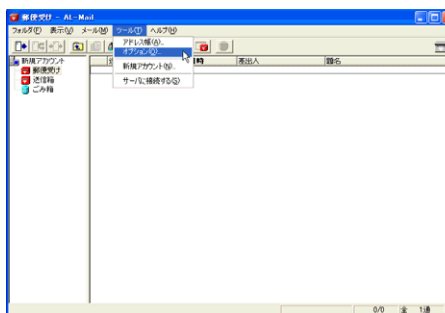 郵便受け - AL-Mail
フォルダ(F) 表示(V) メール(M) ツール(T) ヘルプ(H)
アドレス帳(A)...
オプション(O)...
新規アカウント(N)...
サーバに接続する(G)
新規アカウント
郵便受け
送信箱
ごみ箱
差出人 題名
0/0 全 1通